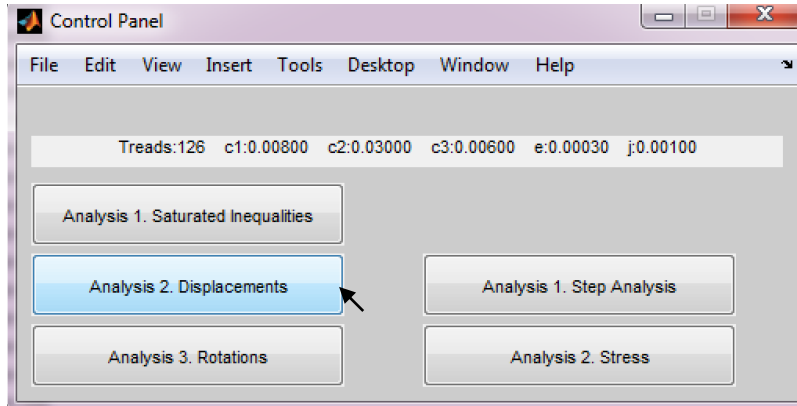 Control Panel
File Edit View Insert Tools Desktop Window Help
Treads:126 c1:0.00800 c2:0.03000 c3:0.00600 e:0.00030 j:0.00100
Analysis 1. Saturated Inequalities
Analysis 2. Displacements
Analysis 1. Step Analysis
Analysis 3. Rotations
Analysis 2. Stress